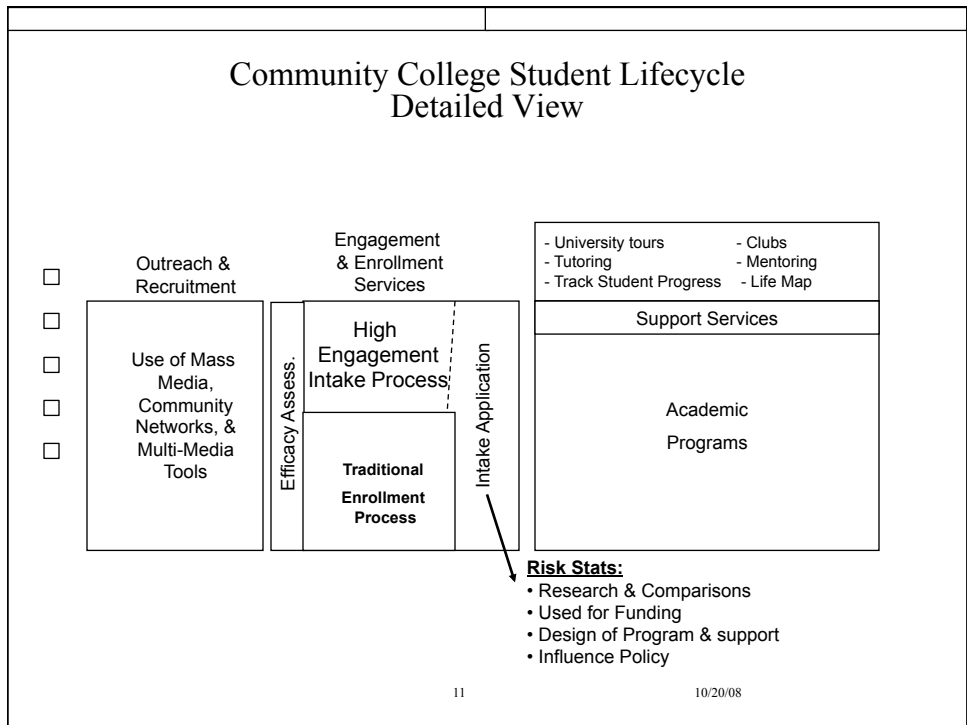 Community College Student Lifecycle
Detailed View
Outreach &
Recruitment
Use of Mass
Media,
Community
Networks, &
Multi-Media
Tools
Engagement
& Enrollment
Services
Efficacy Assess.
High
Engagement
Intake Process
Traditional
Enrollment
Process
Intake Application
- University tours - Clubs
- Tutoring - Mentoring
- Track Student Progress - Life Map
Support Services
Academic
Programs
Risk Stats:
• Research & Comparisons
• Used for Funding
• Design of Program & support
• Influence Policy
11 10/20/08